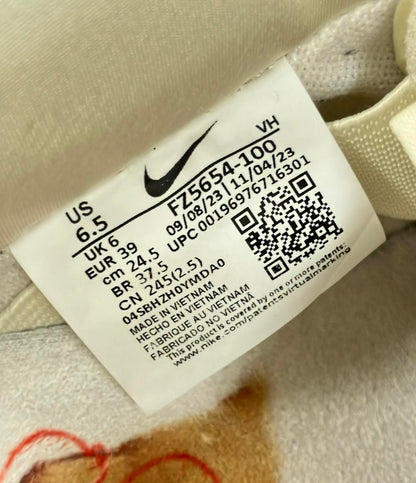 US
6.5
UK 6
EUR 39
cm 24.5
BR 37.5
CN 245(2.5)
04SBHZH0YMDA0
MADE IN VIETNAM
HECHO EN VIETNAM
FABRIQUE AU VIETNAM
FABRICADO NO VIETNAM
This product is covered by one or more patents:
www.nike.com/patentsvirtualmarking
VH
FZ5654-100
09/08/23 | 11/04/23
UPC 00196976716301